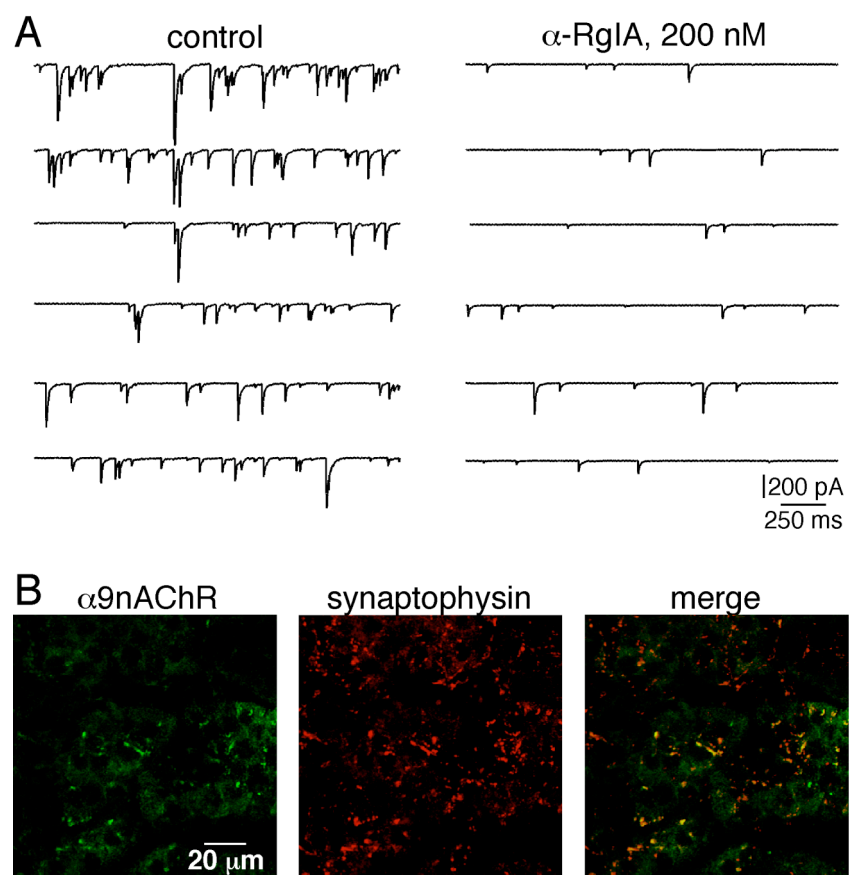 A
control
α-RgIA, 200 nM
200 pA
250 ms
B
α9nAChR
synaptophysin
merge
20 μm